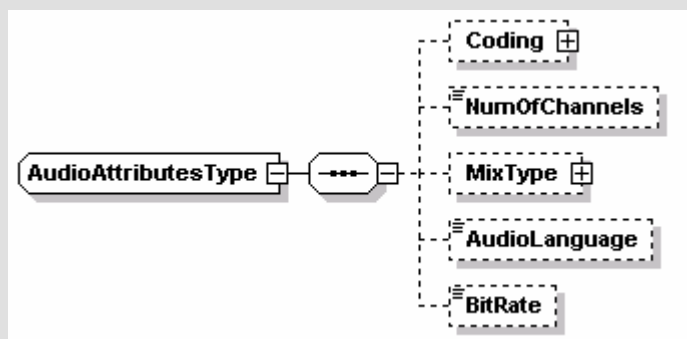 Coding
NumOfChannels
AudioAttributesType
MixType
AudioLanguage
BitRate